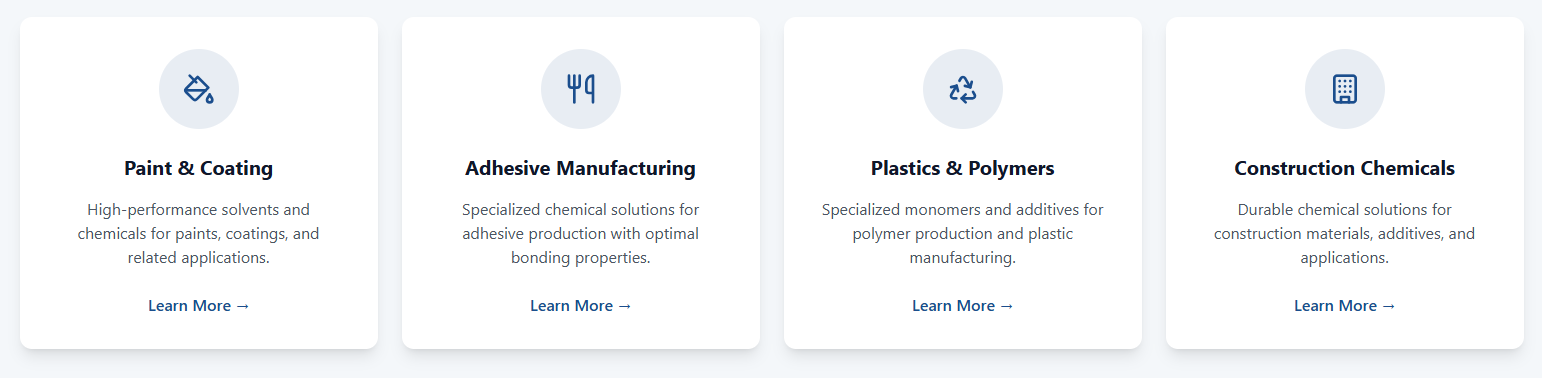 Paint & Coating
High-performance solvents and
chemicals for paints, coatings, and
related applications.
Learn More →
Adhesive Manufacturing
Specialized chemical solutions for
adhesive production with optimal
bonding properties.
Learn More →
Plastics & Polymers
Specialized monomers and additives for
polymer production and plastic
manufacturing.
Learn More →
Construction Chemicals
Durable chemical solutions for
construction materials, additives, and
applications.
Learn More →